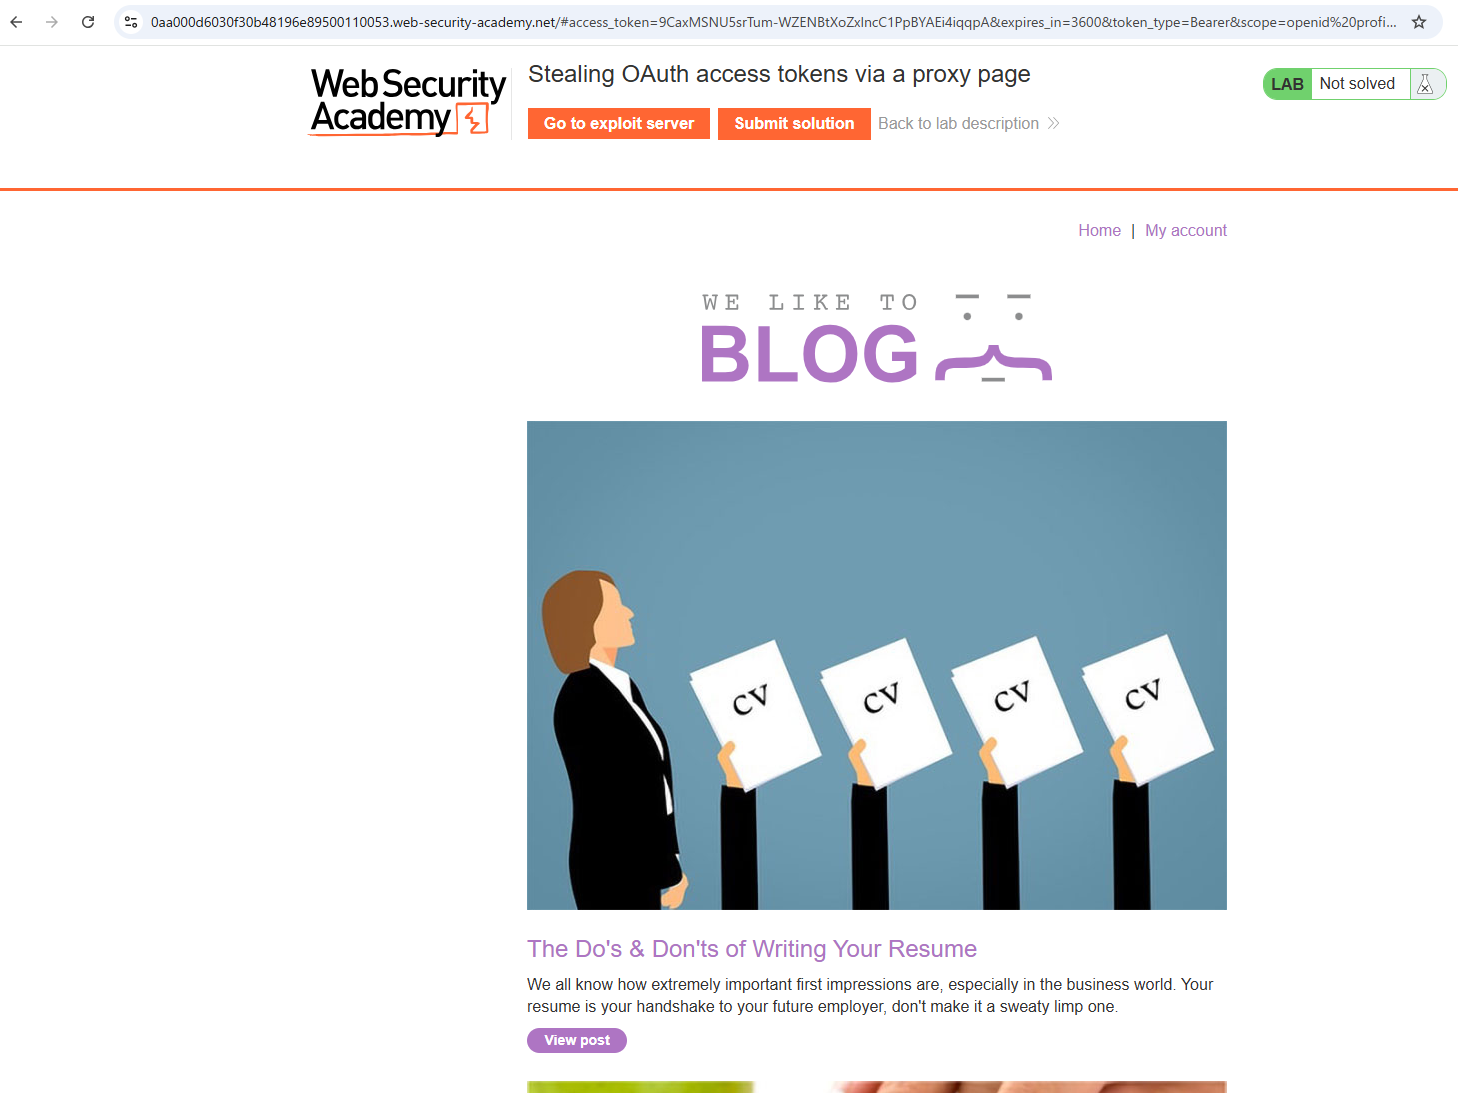 0aa000d6030f30b48196e89500110053.web-security-academy.net/#access_token=9CaxMSNU5srTum-WZENBtXoZxIncC1PpBYAEi4iqqpA&expires_in=3600&token_type=Bearer&scope=openid%20profi...
Web Security
Academy
Stealing OAuth access tokens via a proxy page
Go to exploit server
Submit solution
Back to lab description
LAB
Not solved
Home | My account
WE LIKE TO
BLOG
CV
CV
CV
CV
The Do's & Don'ts of Writing Your Resume
We all know how extremely important first impressions are, especially in the business world. Your
resume is your handshake to your future employer, don't make it a sweaty limp one.
View post